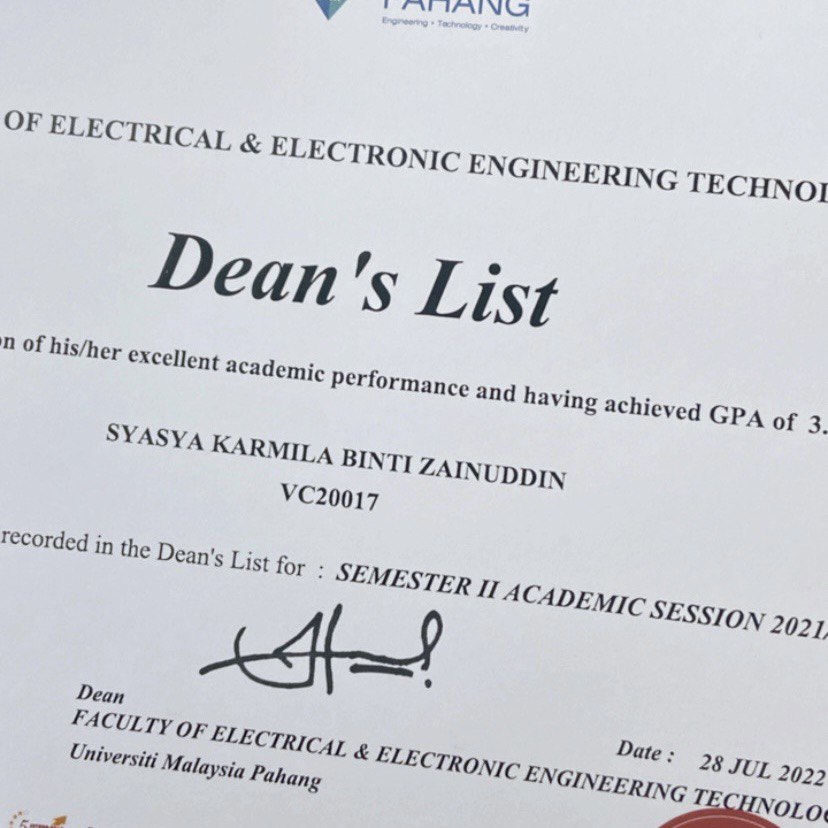 PAHANG
Engineering • Technology • Creativity
OF ELECTRICAL & ELECTRONIC ENGINEERING TECHNOL
Dean's List
on of his/her excellent academic performance and having achieved GPA of 3.
SYASYA KARMILA BINTI ZAINUDDIN
VC20017
recorded in the Dean's List for : SEMESTER II ACADEMIC SESSION 2021/
Dean
FACULTY OF ELECTRICAL & ELECTRONIC ENGINEERING TECHNOLOG
Universiti Malaysia Pahang
Date : 28 JUL 2022